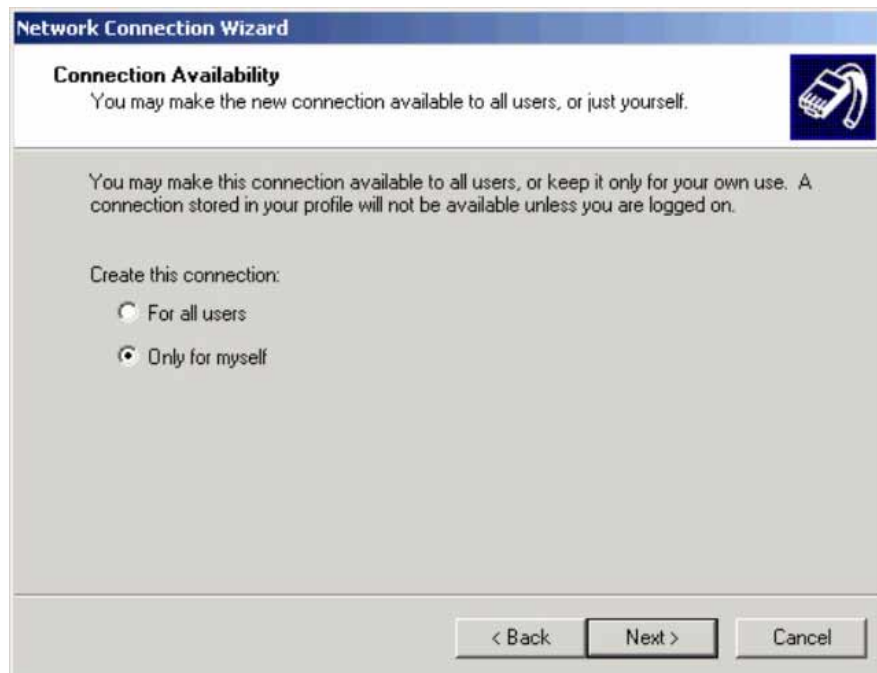 Network Connection Wizard
Connection Availability
You may make the new connection available to all users, or just yourself.
You may make this connection available to all users, or keep it only for your own use. A
connection stored in your profile will not be available unless you are logged on.
Create this connection:
For all users
Only for myself
< Back Next > Cancel